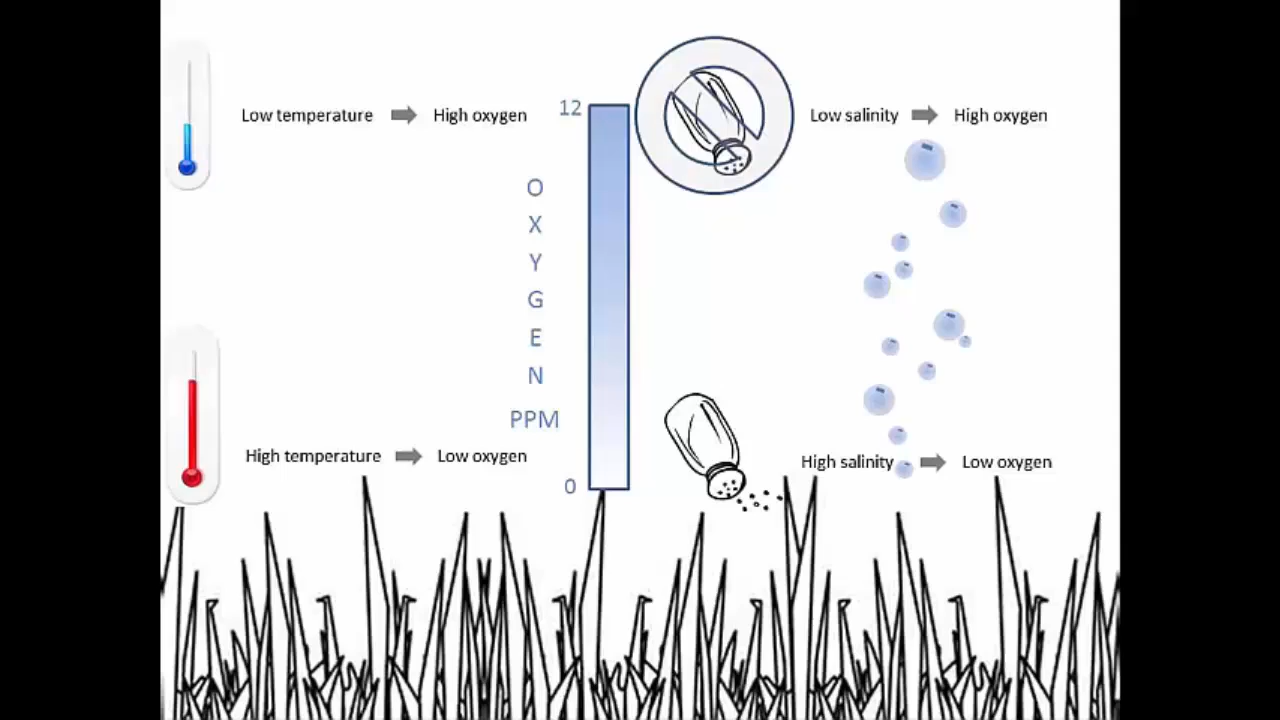 Low temperature
High oxygen
12
Low salinity
High oxygen
O
X
Y
G
E
N
PPM
High temperature
Low oxygen
0
High salinity
Low oxygen